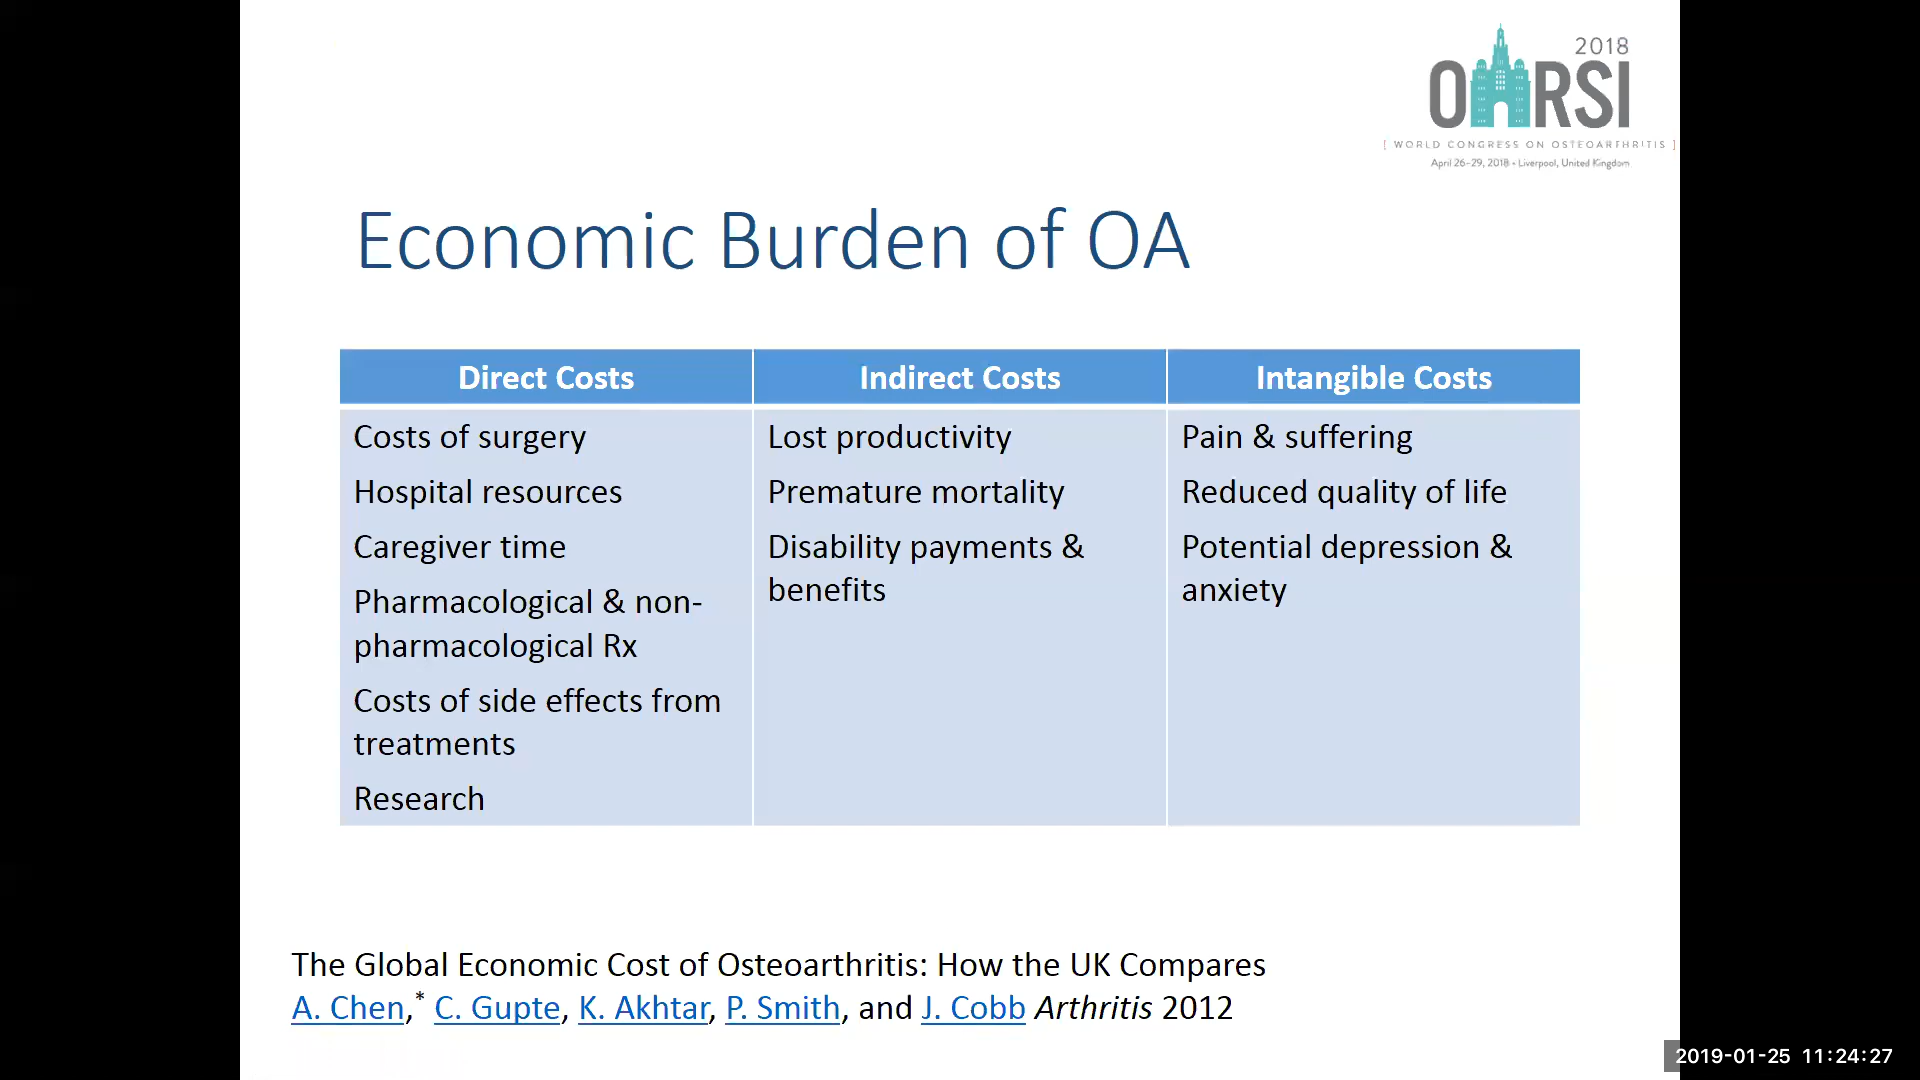 2018
OARSI
[ WORLD CONGRESS ON OSTEOARTHRITIS ]
April 26-29, 2018 • Liverpool, United Kingdom
Economic Burden of OA
Direct Costs
Costs of surgery
Hospital resources
Caregiver time
Pharmacological & non-
pharmacological Rx
Costs of side effects from
treatments
Research
Indirect Costs
Lost productivity
Premature mortality
Disability payments &
benefits
Intangible Costs
Pain & suffering
Reduced quality of life
Potential depression &
anxiety
The Global Economic Cost of Osteoarthritis: How the UK Compares
A. Chen,* C. Gupte, K. Akhtar, P. Smith, and J. Cobb Arthritis 2012
2019-01-25 11:24:27